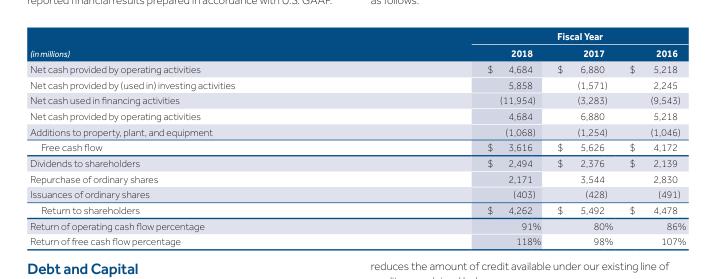 reported financial results prepared in accordance with U.S. GAAP. as follows:
Fiscal Year
(in millions) 2018 2017 2016
Net cash provided by operating activities $ 4,684 $ 6,880 $ 5,218
Net cash provided by (used in) investing activities 5,858 (1,571) 2,245
Net cash used in financing activities (11,954) (3,283) (9,543)
Net cash provided by operating activities 4,684 6,880 5,218
Additions to property, plant, and equipment (1,068) (1,254) (1,046)
Free cash flow $ 3,616 $ 5,626 $ 4,172
Dividends to shareholders $ 2,494 $ 2,376 $ 2,139
Repurchase of ordinary shares 2,171 3,544 2,830
Issuances of ordinary shares (403) (428) (491)
Return to shareholders $ 4,262 $ 5,492 $ 4,478
Return of operating cash flow percentage 91% 80% 86%
Return of free cash flow percentage 118% 98% 107%
Debt and Capital
reduces the amount of credit available under our existing line of